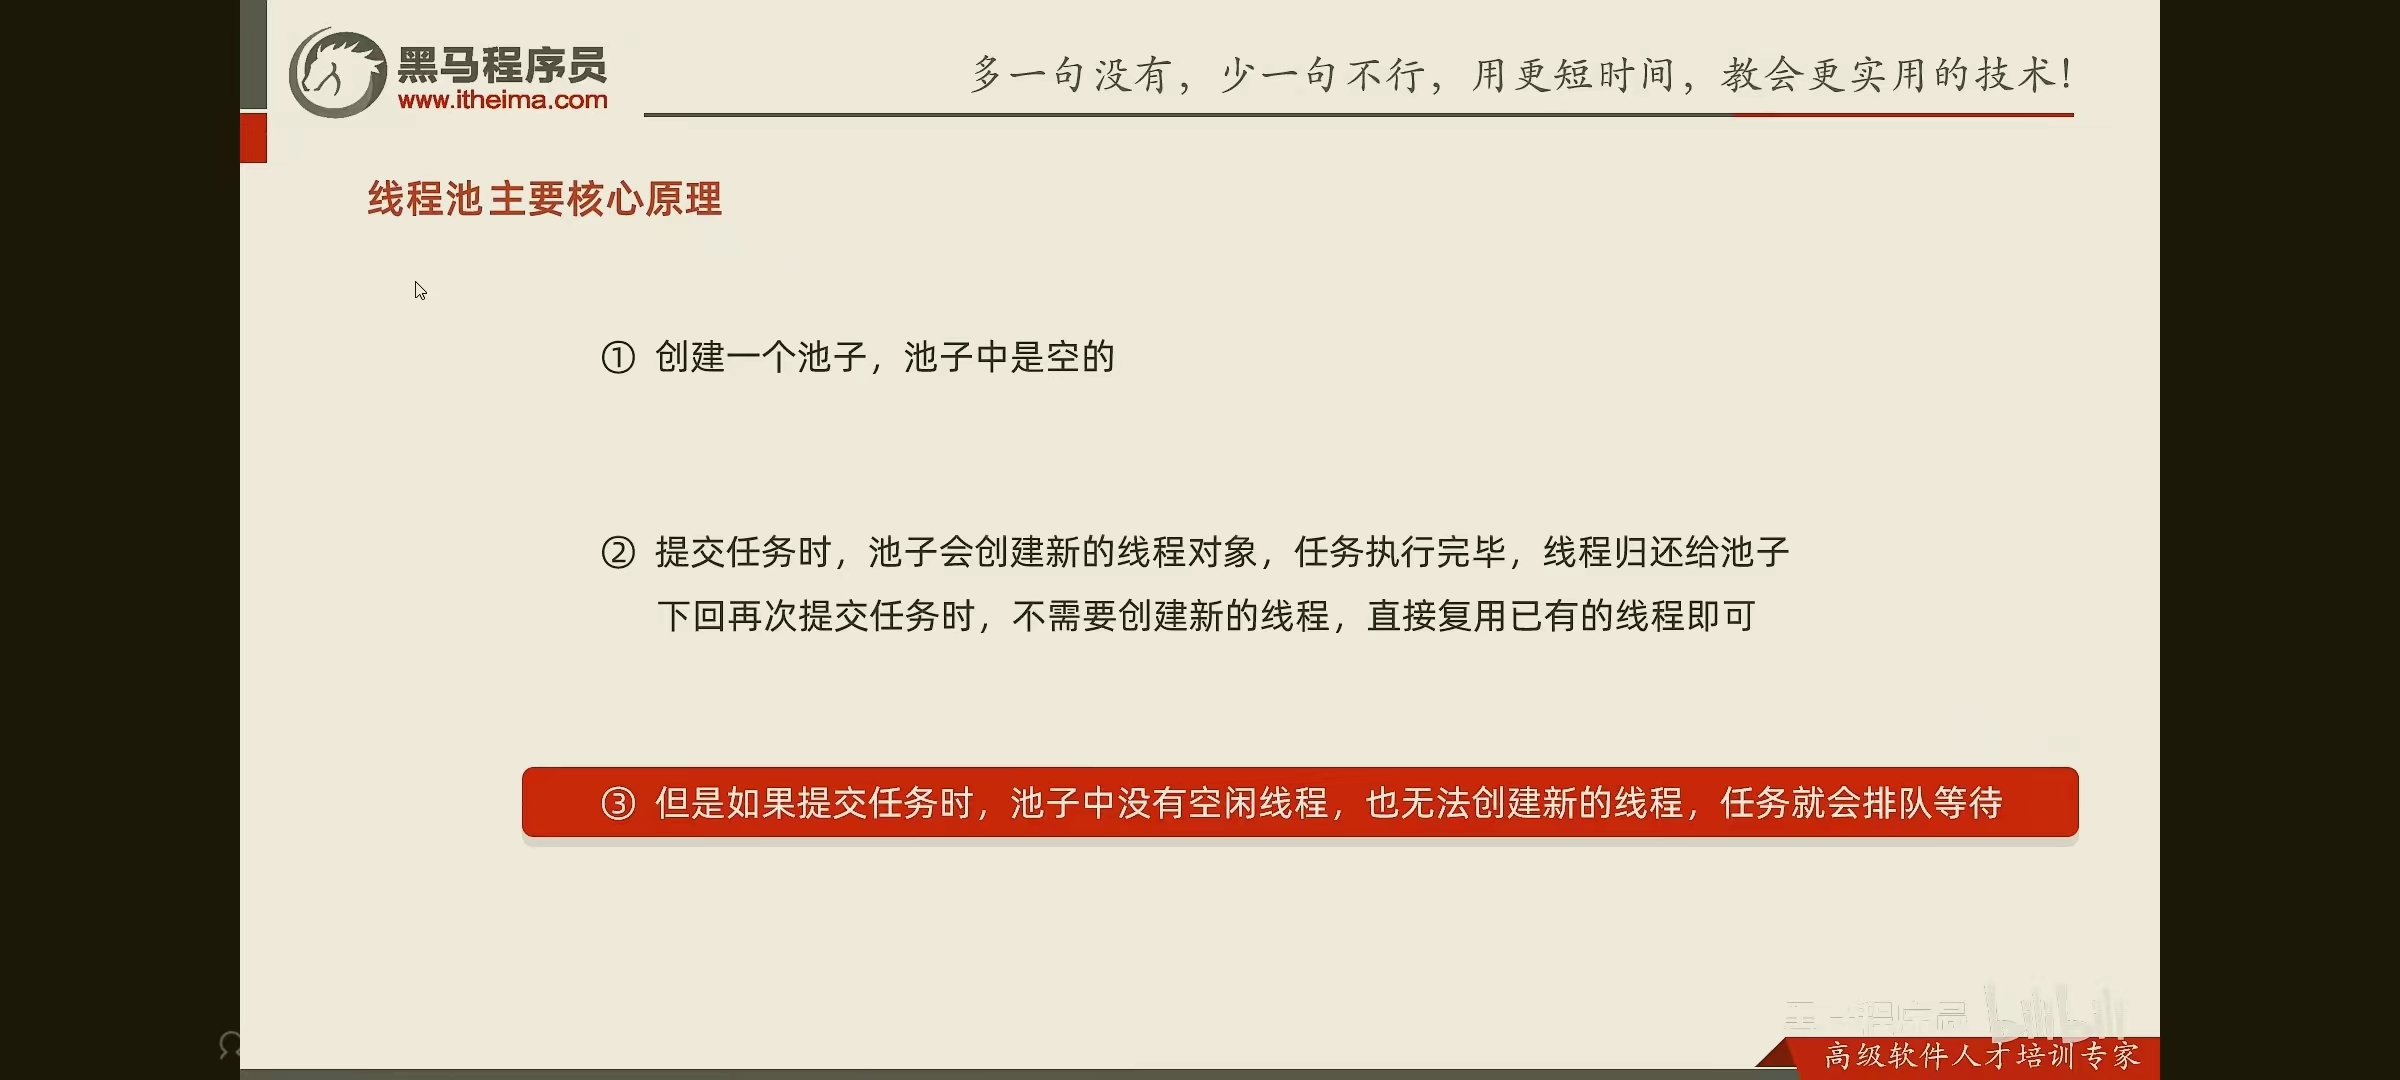 黑马程序员
www.itheima.com
多一句没有，少一句不行，用更短时间，教会更实用的技术！
线程池主要核心原理
① 创建一个池子，池子中是空的
② 提交任务时，池子会创建新的线程对象，任务执行完毕，线程归还给池子
下回再次提交任务时，不需要创建新的线程，直接复用已有的线程即可
③ 但是如果提交任务时，池子中没有空闲线程，也无法创建新的线程，任务就会排队等待
黑马程序员 bilibili
高级软件人才培训专家